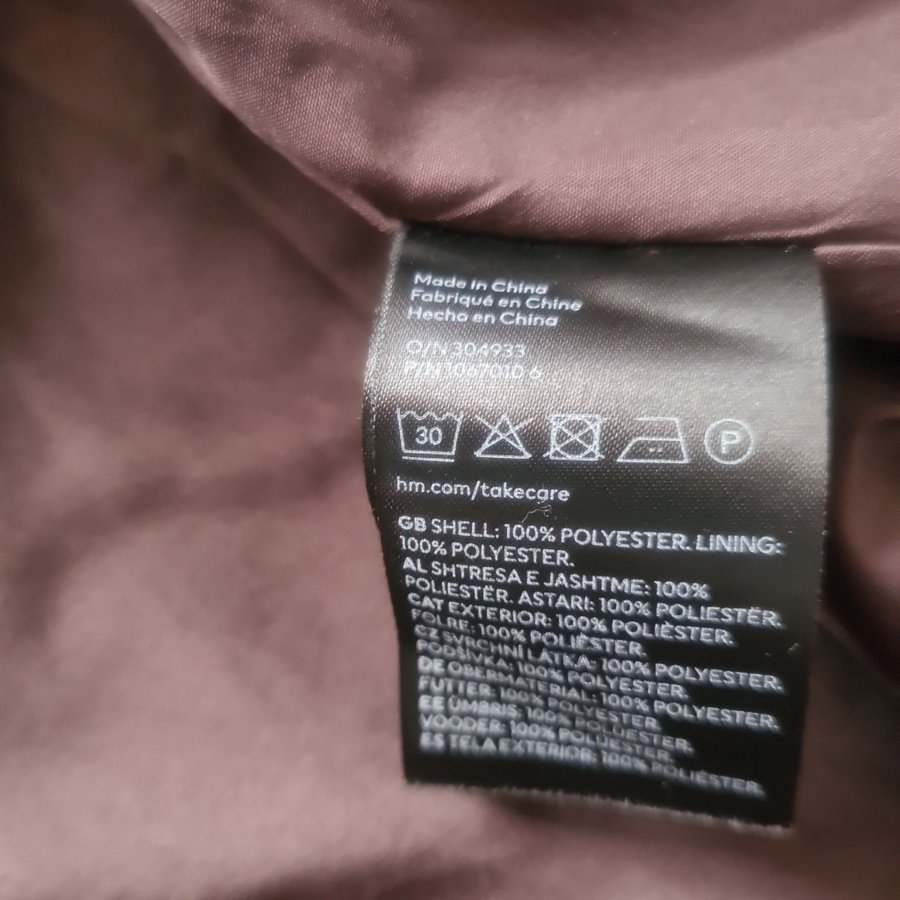 Made in China
Fabriqué en Chine
Hecho en China
O/N 304933
P/N 1067010 6
30
P
hm.com/takecare
GB SHELL: 100% POLYESTER. LINING:
100% POLYESTER.
AL SHTRESA E JASHTME: 100%
POLIESTËR. ASTARI: 100% POLIESTËR.
CAT EXTERIOR: 100% POLIÈSTER.
FOLRE: 100% POLIÈSTER.
CZ SVRCHNÍ LÁTKA: 100% POLYESTER.
PODŠÍVKA: 100% POLYESTER.
DE OBERMATERIAL: 100% POLYESTER.
FUTTER: 100% POLYESTER.
EE ÜMBRIS: 100% POLÜESTER.
VOODER: 100% POLÜESTER.
ES TELA EXTERIOR: 100% POLIÉSTER.